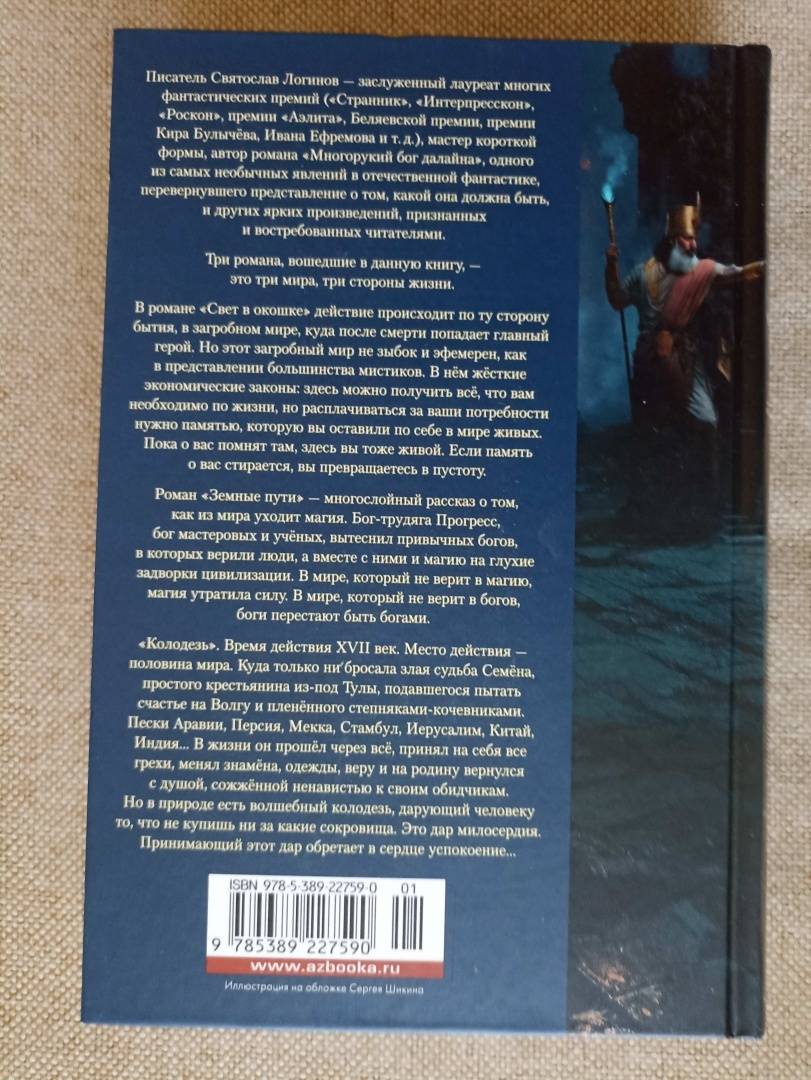 Писатель Святослав Логинов — заслуженный лауреат многих
фантастических премий («Странник», «Интерпресскон»,
«Роскон», премии «Аэлита», Беляевской премии, премии
Кира Булычёва, Ивана Ефремова и т. д.), мастер короткой
формы, автор романа «Многорукий бог далайна», одного
из самых необычных явлений в отечественной фантастике,
перевернувшего представление о том, какой она должна быть,
и других ярких произведений, признанных
и востребованных читателями.
Три романа, вошедшие в данную книгу, —
это три мира, три стороны жизни.
В романе «Свет в окошке» действие происходит по ту сторону
бытия, в загробном мире, куда после смерти попадает главный
герой. Но этот загробный мир не зыбок и эфемерен, как
в представлении большинства мистиков. В нём жёсткие
экономические законы: здесь можно получить всё, что вам
необходимо по жизни, но расплачиваться за ваши потребности
нужно памятью, которую вы оставили по себе в мире живых.
Пока о вас помнят там, здесь вы тоже живой. Если память
о вас стирается, вы превращаетесь в пустоту.
Роман «Земные пути» — многослойный рассказ о том,
как из мира уходит магия. Бог-трудяга Прогресс,
бог мастеровых и учёных, вытеснил привычных богов,
в которых верили люди, а вместе с ними и магию на глухие
задворки цивилизации. В мире, который не верит в магию,
магия утратила силу. В мире, который не верит в богов,
боги перестают быть богами.
«Колодезь». Время действия XVII век. Место действия —
половина мира. Куда только ни бросала злая судьба Семёна,
простого крестьянина из-под Тулы, подавшегося пытать
счастье на Волгу и пленённого степняками-кочевниками.
Пески Аравии, Персия, Мекка, Стамбул, Иерусалим, Китай,
Индия... В жизни он прошёл через всё, принял на себя все
грехи, менял знамёна, одежды, веру и на родину вернулся
с душой, сожжённой ненавистью к своим обидчикам.
Но в природе есть волшебный колодезь, дарующий человеку
то, что не купишь ни за какие сокровища. Это дар милосердия.
Принимающий этот дар обретает в сердце успокоение...
ISBN 978-5-389-22759-0 01
9 785389 227590
www.azbooka.ru
Иллюстрация на обложке Сергея Шикина